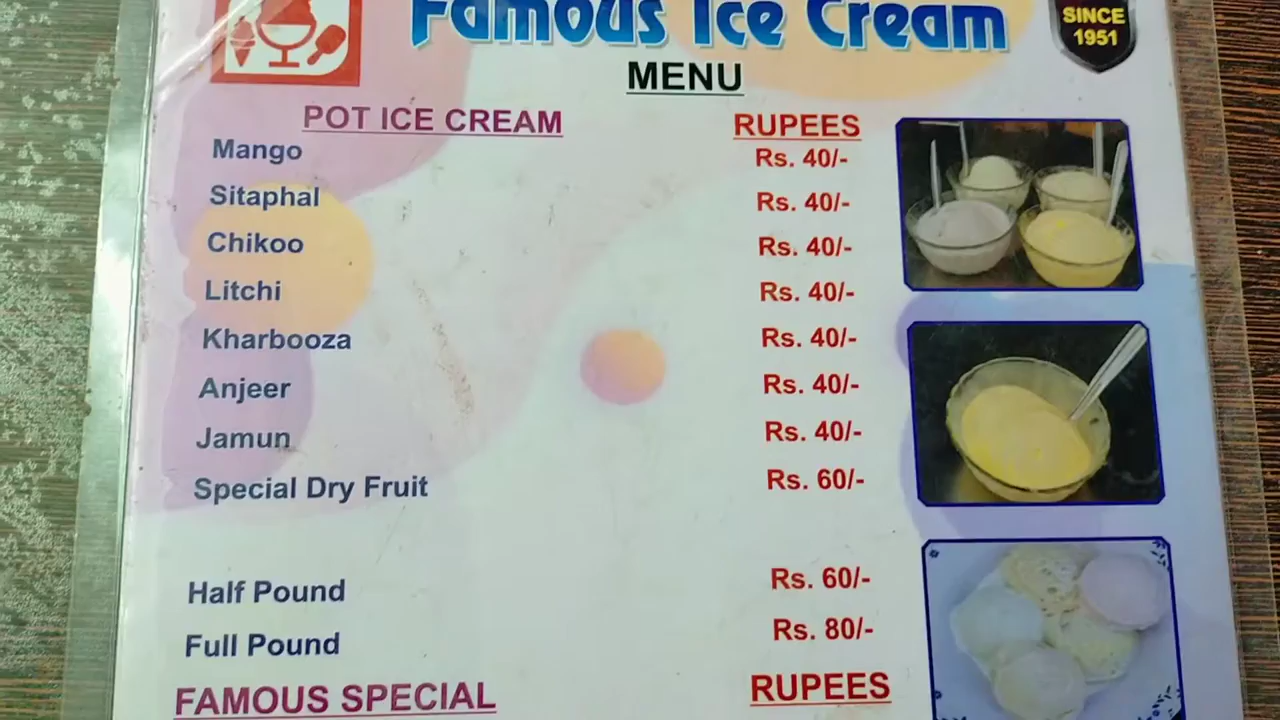 Famous Ice Cream
SINCE
1951
MENU
POT ICE CREAM RUPEES
Mango Rs. 40/-
Sitaphal Rs. 40/-
Chikoo Rs. 40/-
Litchi Rs. 40/-
Kharbooza Rs. 40/-
Anjeer Rs. 40/-
Jamun Rs. 40/-
Special Dry Fruit Rs. 60/-
Half Pound Rs. 60/-
Full Pound Rs. 80/-
FAMOUS SPECIAL RUPEES